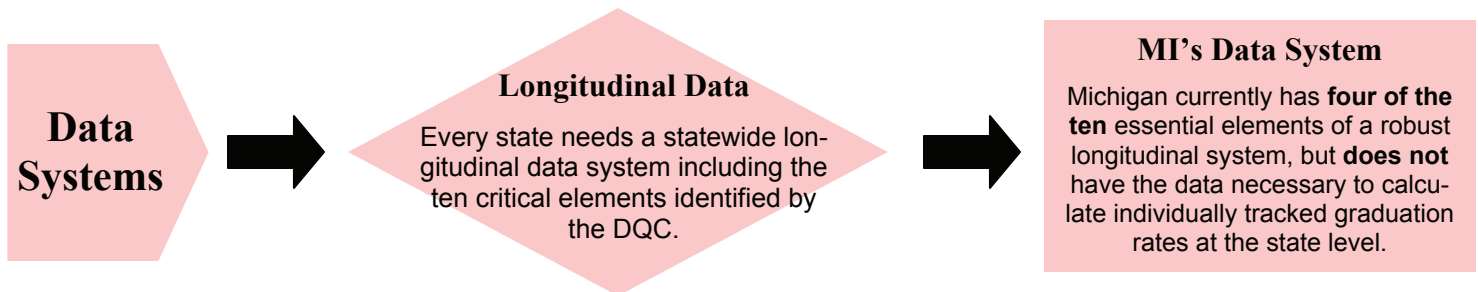 Data
Systems
Longitudinal Data
Every state needs a statewide lon-
gitudinal data system including the
ten critical elements identified by
the DQC.
MI's Data System
Michigan currently has four of the
ten essential elements of a robust
longitudinal system, but does not
have the data necessary to calcu-
late individually tracked graduation
rates at the state level.